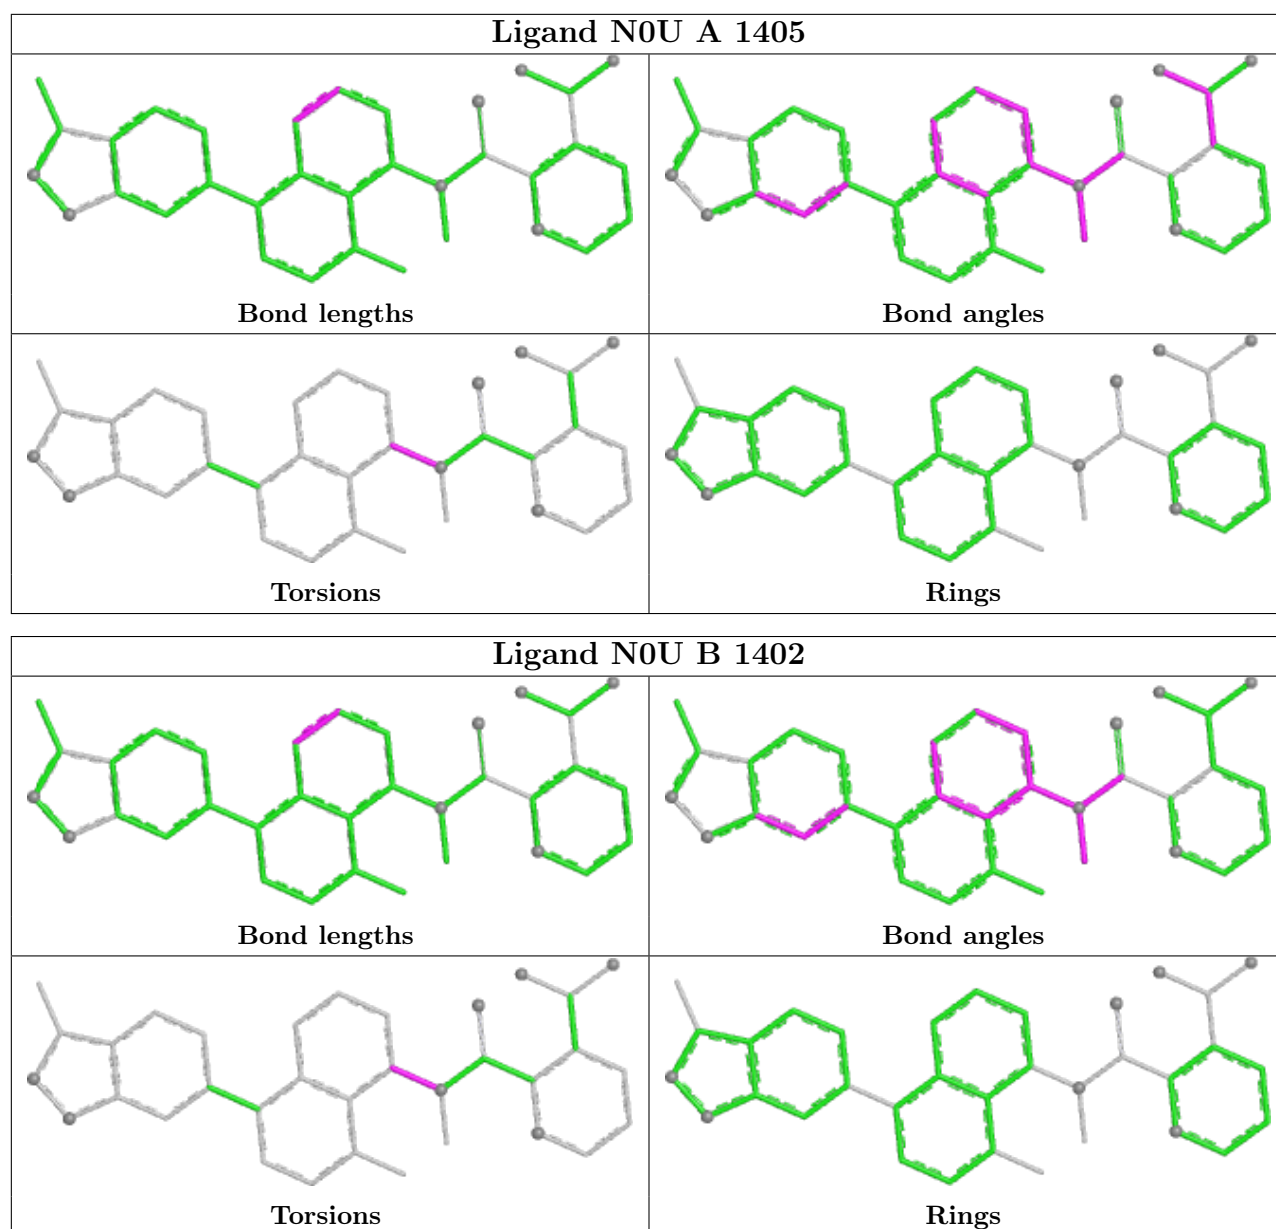 Ligand N0U A 1405
Bond lengths
Bond angles
Torsions
Rings
Ligand N0U B 1402
Bond lengths
Bond angles
Torsions
Rings